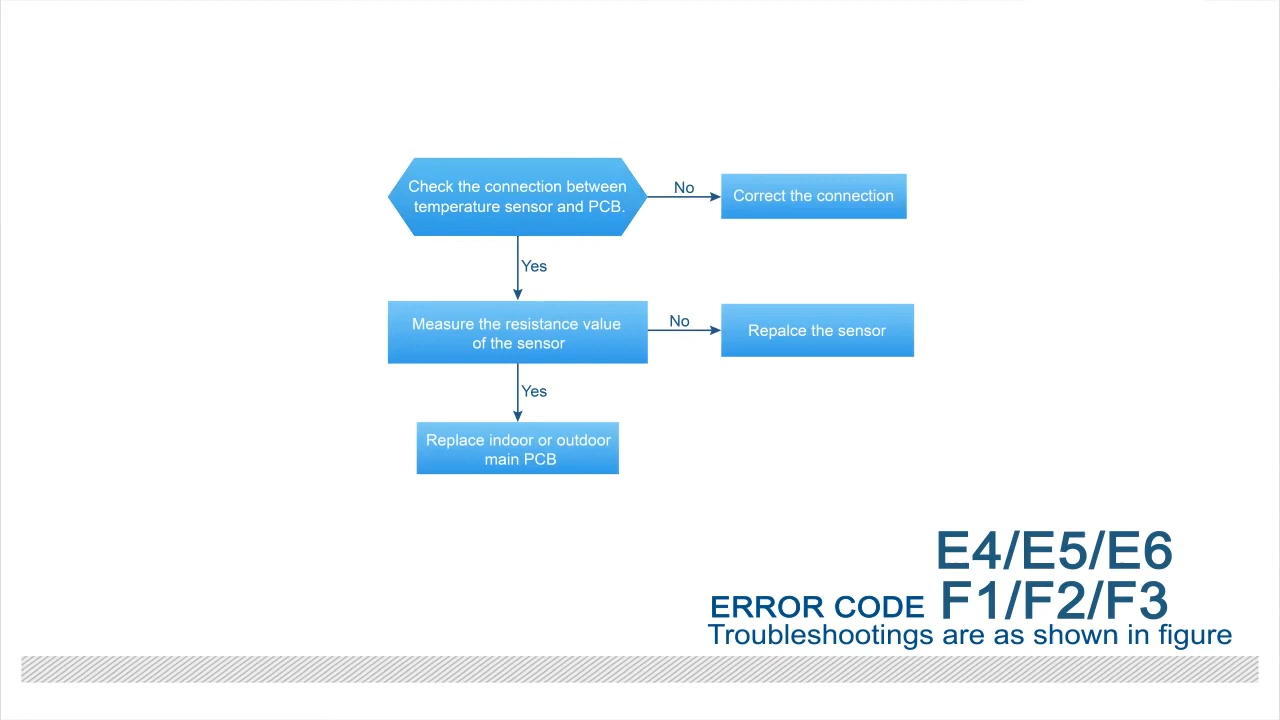 Check the connection between
temperature sensor and PCB.
No
Correct the connection
Yes
Measure the resistance value
of the sensor
No
Repalce the sensor
Yes
Replace indoor or outdoor
main PCB
E4/E5/E6
ERROR CODE F1/F2/F3
Troubleshootings are as shown in figure